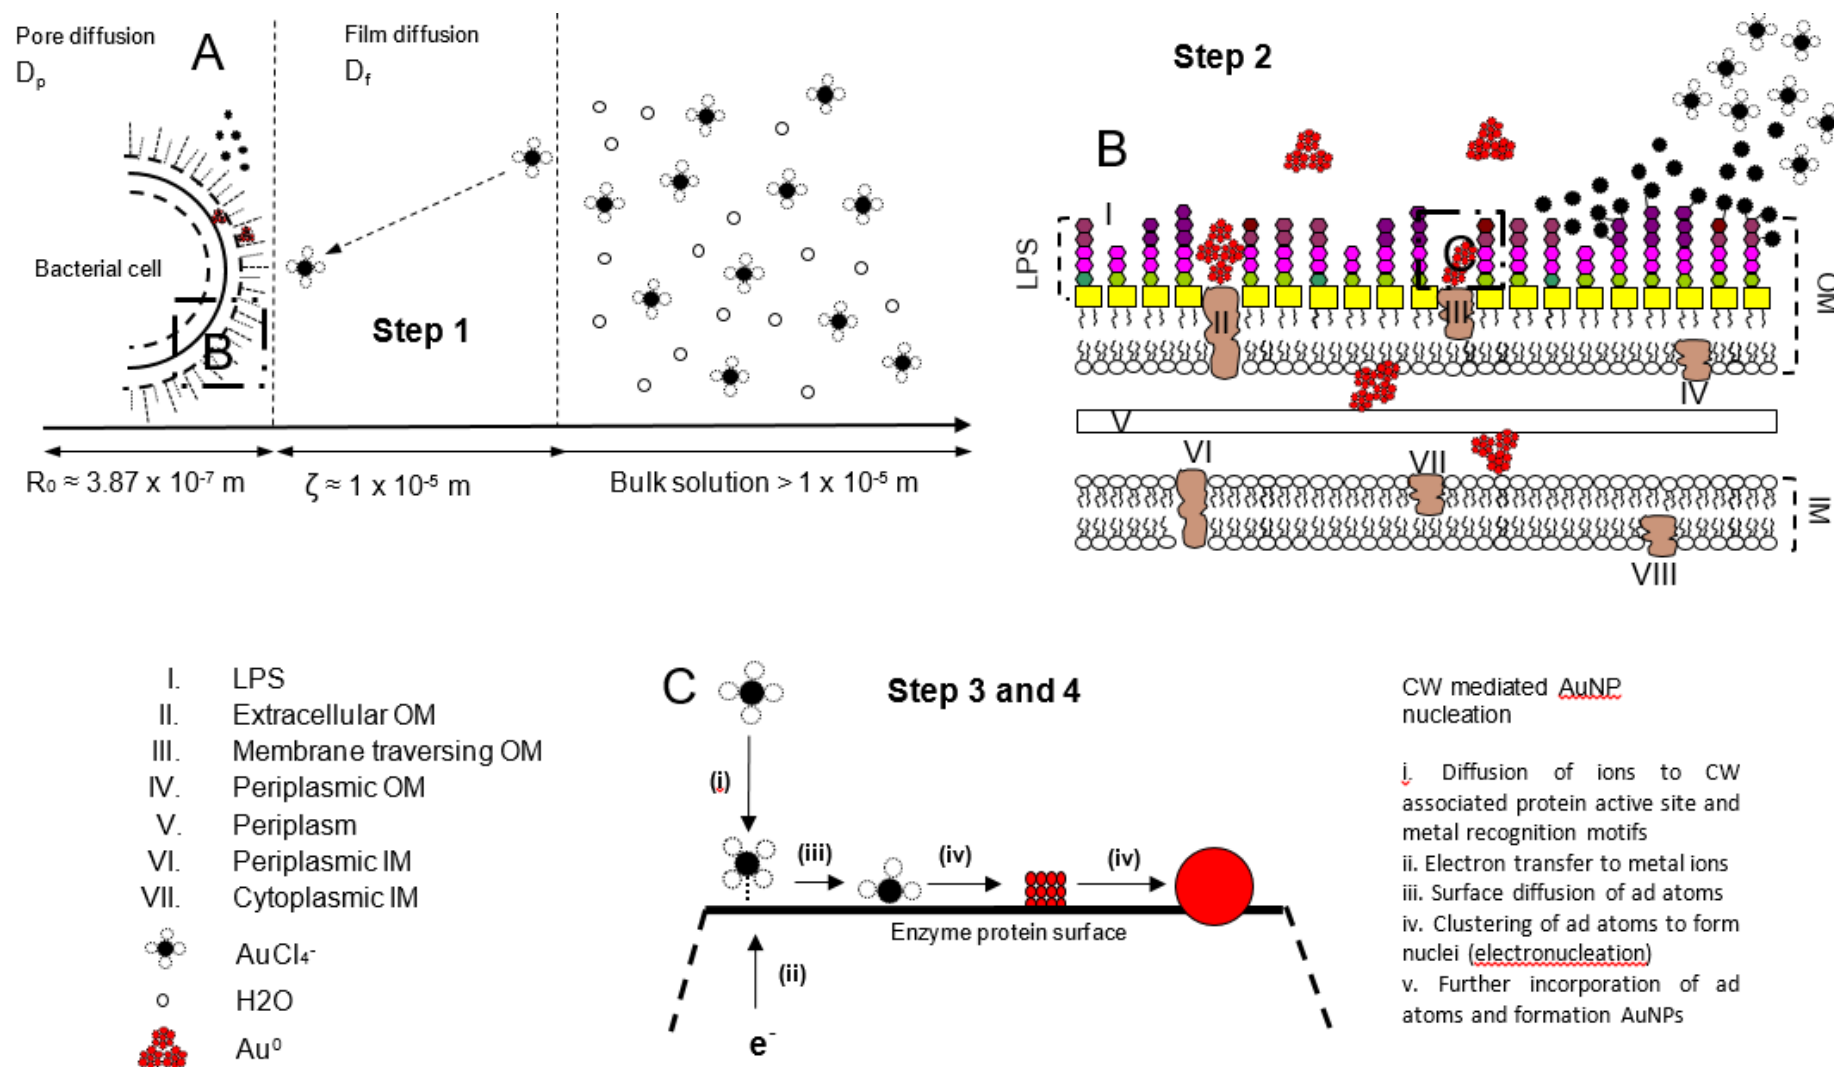 Pore diffusion
Dp
A
Film diffusion
Df
Bacterial cell
B
Step 1
R₀ ≈ 3.87 x 10⁻⁷ m
ζ ≈ 1 x 10⁻⁵ m
Bulk solution > 1 x 10⁻⁵ m
Step 2
B
I
LPS
C
II
III
OM
IV
V
VI
VII
IM
VIII
I. LPS
II. Extracellular OM
III. Membrane traversing OM
IV. Periplasmic OM
V. Periplasm
VI. Periplasmic IM
VII. Cytoplasmic IM
AuCl₄⁻
H2O
Au⁰
C
Step 3 and 4
(i)
(iii)
(iv)
(iv)
Enzyme protein surface
(ii)
e⁻
CW mediated AuNP
nucleation
i. Diffusion of ions to CW
associated protein active site and
metal recognition motifs
ii. Electron transfer to metal ions
iii. Surface diffusion of ad atoms
iv. Clustering of ad atoms to form
nuclei (electronucleation)
v. Further incorporation of ad
atoms and formation AuNPs